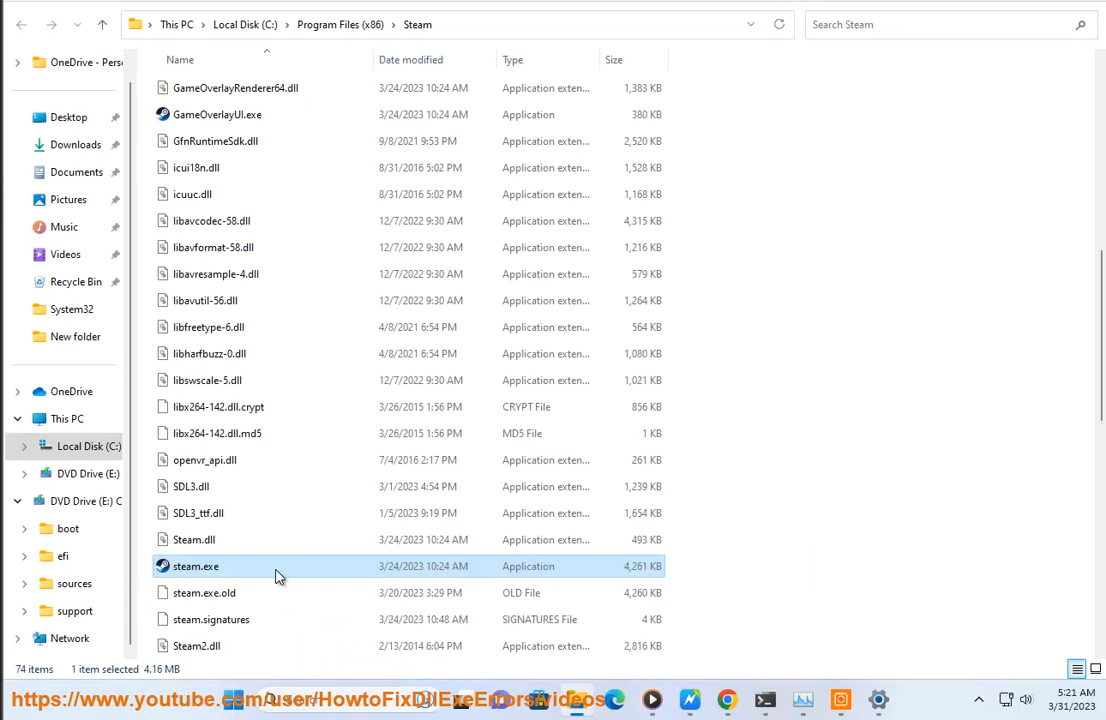 This PC > Local Disk (C:) > Program Files (x86) > Steam
Search Steam
OneDrive - Pers
Desktop
Downloads
Documents
Pictures
Music
Videos
Recycle Bin
System32
New folder
OneDrive
This PC
Local Disk (C:)
DVD Drive (E:)
DVD Drive (E:) C
boot
efi
sources
support
Network
Name Date modified Type Size
GameOverlayRenderer64.dll 3/24/2023 10:24 AM Application exten... 1,383 KB
GameOverlayUI.exe 3/24/2023 10:24 AM Application 380 KB
GfnRuntimeSdk.dll 9/8/2021 9:53 PM Application exten... 2,520 KB
icui18n.dll 8/31/2016 5:02 PM Application exten... 1,528 KB
icuuc.dll 8/31/2016 5:02 PM Application exten... 1,168 KB
libavcodec-58.dll 12/7/2022 9:30 AM Application exten... 4,315 KB
libavformat-58.dll 12/7/2022 9:30 AM Application exten... 1,216 KB
libavresample-4.dll 12/7/2022 9:30 AM Application exten... 579 KB
libavutil-56.dll 12/7/2022 9:30 AM Application exten... 1,264 KB
libfreetype-6.dll 4/8/2021 6:54 PM Application exten... 564 KB
libharfbuzz-0.dll 4/8/2021 6:54 PM Application exten... 1,080 KB
libswscale-5.dll 12/7/2022 9:30 AM Application exten... 1,021 KB
libx264-142.dll.crypt 3/26/2015 1:56 PM CRYPT File 856 KB
libx264-142.dll.md5 3/26/2015 1:56 PM MD5 File 1 KB
openvr_api.dll 7/4/2016 2:17 PM Application exten... 261 KB
SDL3.dll 3/1/2023 4:54 PM Application exten... 1,239 KB
SDL3_ttf.dll 1/5/2023 9:19 PM Application exten... 1,654 KB
Steam.dll 3/24/2023 10:24 AM Application exten... 493 KB
steam.exe 3/24/2023 10:24 AM Application 4,261 KB
steam.exe.old 3/20/2023 3:29 PM OLD File 4,260 KB
steam.signatures 3/24/2023 10:48 AM SIGNATURES File 4 KB
Steam2.dll 2/13/2014 6:04 PM Application exten... 2,816 KB
74 items 1 item selected 4.16 MB
https://www.youtube.com/user/HowtoFixDllExeErrors/videos
5:21 AM
3/31/2023